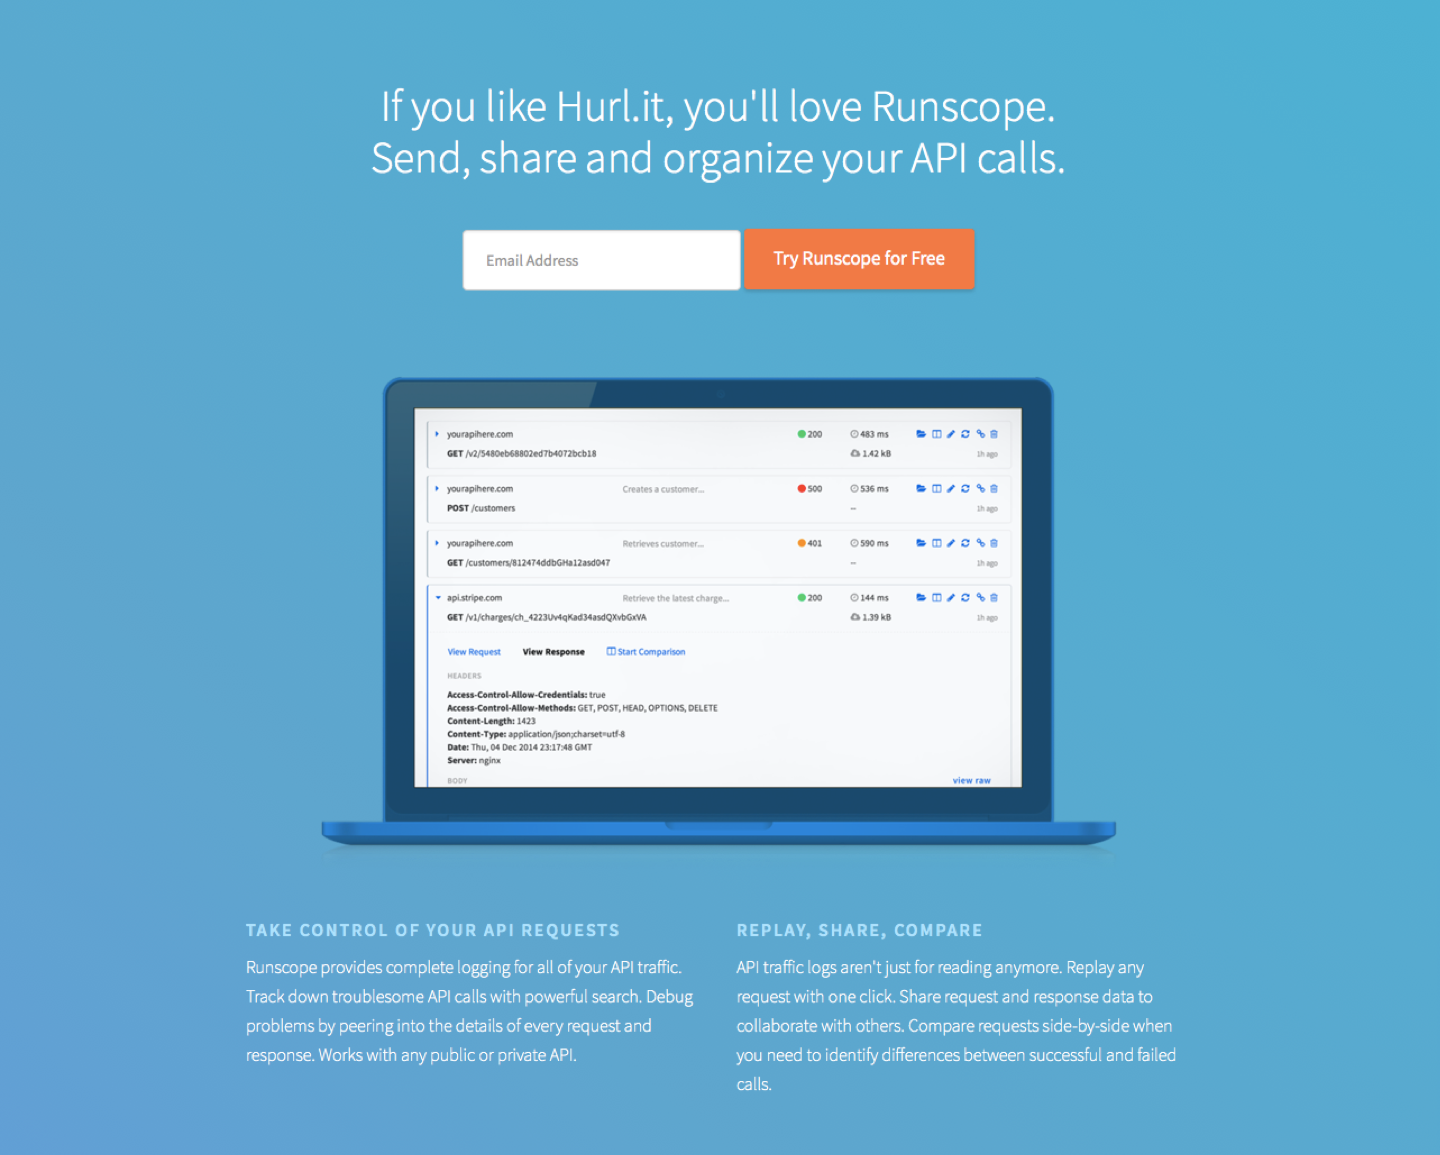 If you like Hurl.it, you'll love Runscope.
Send, share and organize your API calls.
Email Address
Try Runscope for Free
yourapihere.com 200 483 ms
GET /v2/5480eb68802ed7b4072bcb18 1.42 kB 1h ago
yourapihere.com Creates a customer... 500 536 ms
POST /customers -- 1h ago
yourapihere.com Retrieves customer... 401 590 ms
GET /customers/812474ddbGHa12asd047 -- 1h ago
api.stripe.com Retrieve the latest charge... 200 144 ms
GET /v1/charges/ch_4223Uv4qKad34asdQXvbGxVA 1.39 kB 1h ago
View Request View Response Start Comparison
HEADERS
Access-Control-Allow-Credentials: true
Access-Control-Allow-Methods: GET, POST, HEAD, OPTIONS, DELETE
Content-Length: 1423
Content-Type: application/json;charset=utf-8
Date: Thu, 04 Dec 2014 23:17:48 GMT
Server: nginx
BODY view raw
TAKE CONTROL OF YOUR API REQUESTS
Runscope provides complete logging for all of your API traffic.
Track down troublesome API calls with powerful search. Debug
problems by peering into the details of every request and
response. Works with any public or private API.
REPLAY, SHARE, COMPARE
API traffic logs aren't just for reading anymore. Replay any
request with one click. Share request and response data to
collaborate with others. Compare requests side-by-side when
you need to identify differences between successful and failed
calls.